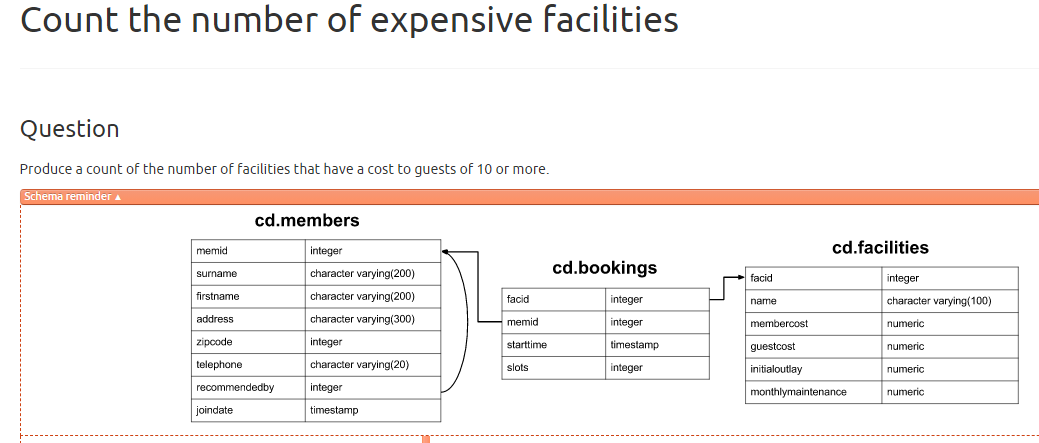 Count the number of expensive facilities
Question
Produce a count of the number of facilities that have a cost to guests of 10 or more.
Schema reminder ▲
cd.members
memid integer
surname character varying(200)
firstname character varying(200)
address character varying(300)
zipcode integer
telephone character varying(20)
recommendedby integer
joindate timestamp
cd.bookings
facid integer
memid integer
starttime timestamp
slots integer
cd.facilities
facid integer
name character varying(100)
membercost numeric
guestcost numeric
initialoutlay numeric
monthlymaintenance numeric